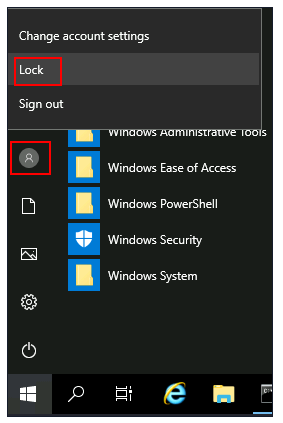 Change account settings
Lock
Sign out
Windows Administrative Tools
Windows Ease of Access
Windows PowerShell
Windows Security
Windows System